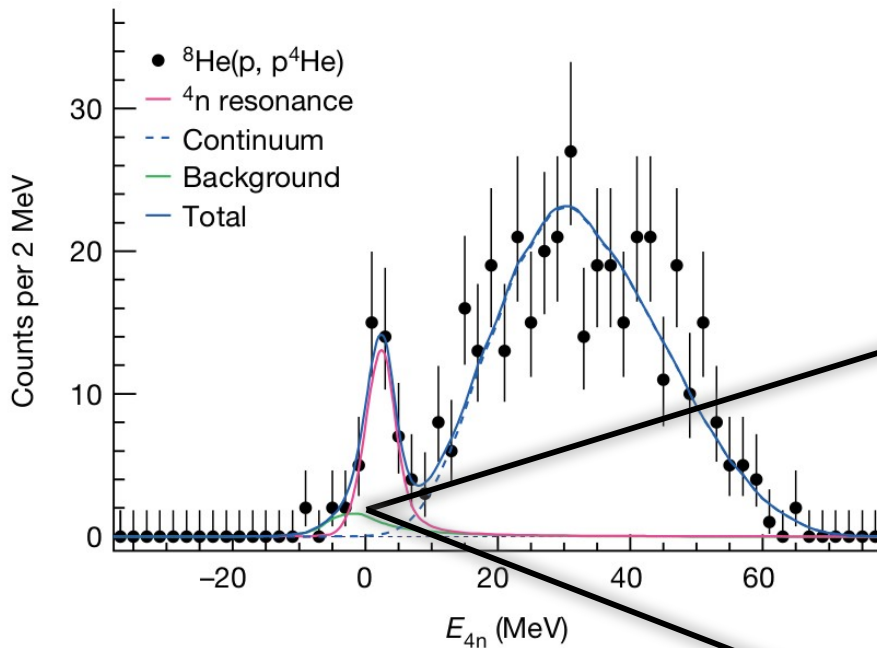 ⁸He(p, p⁴He)
⁴n resonance
Continuum
Background
Total
Counts per 2 MeV
30
20
10
0
−20 0 20 40 60
E₄ₙ (MeV)